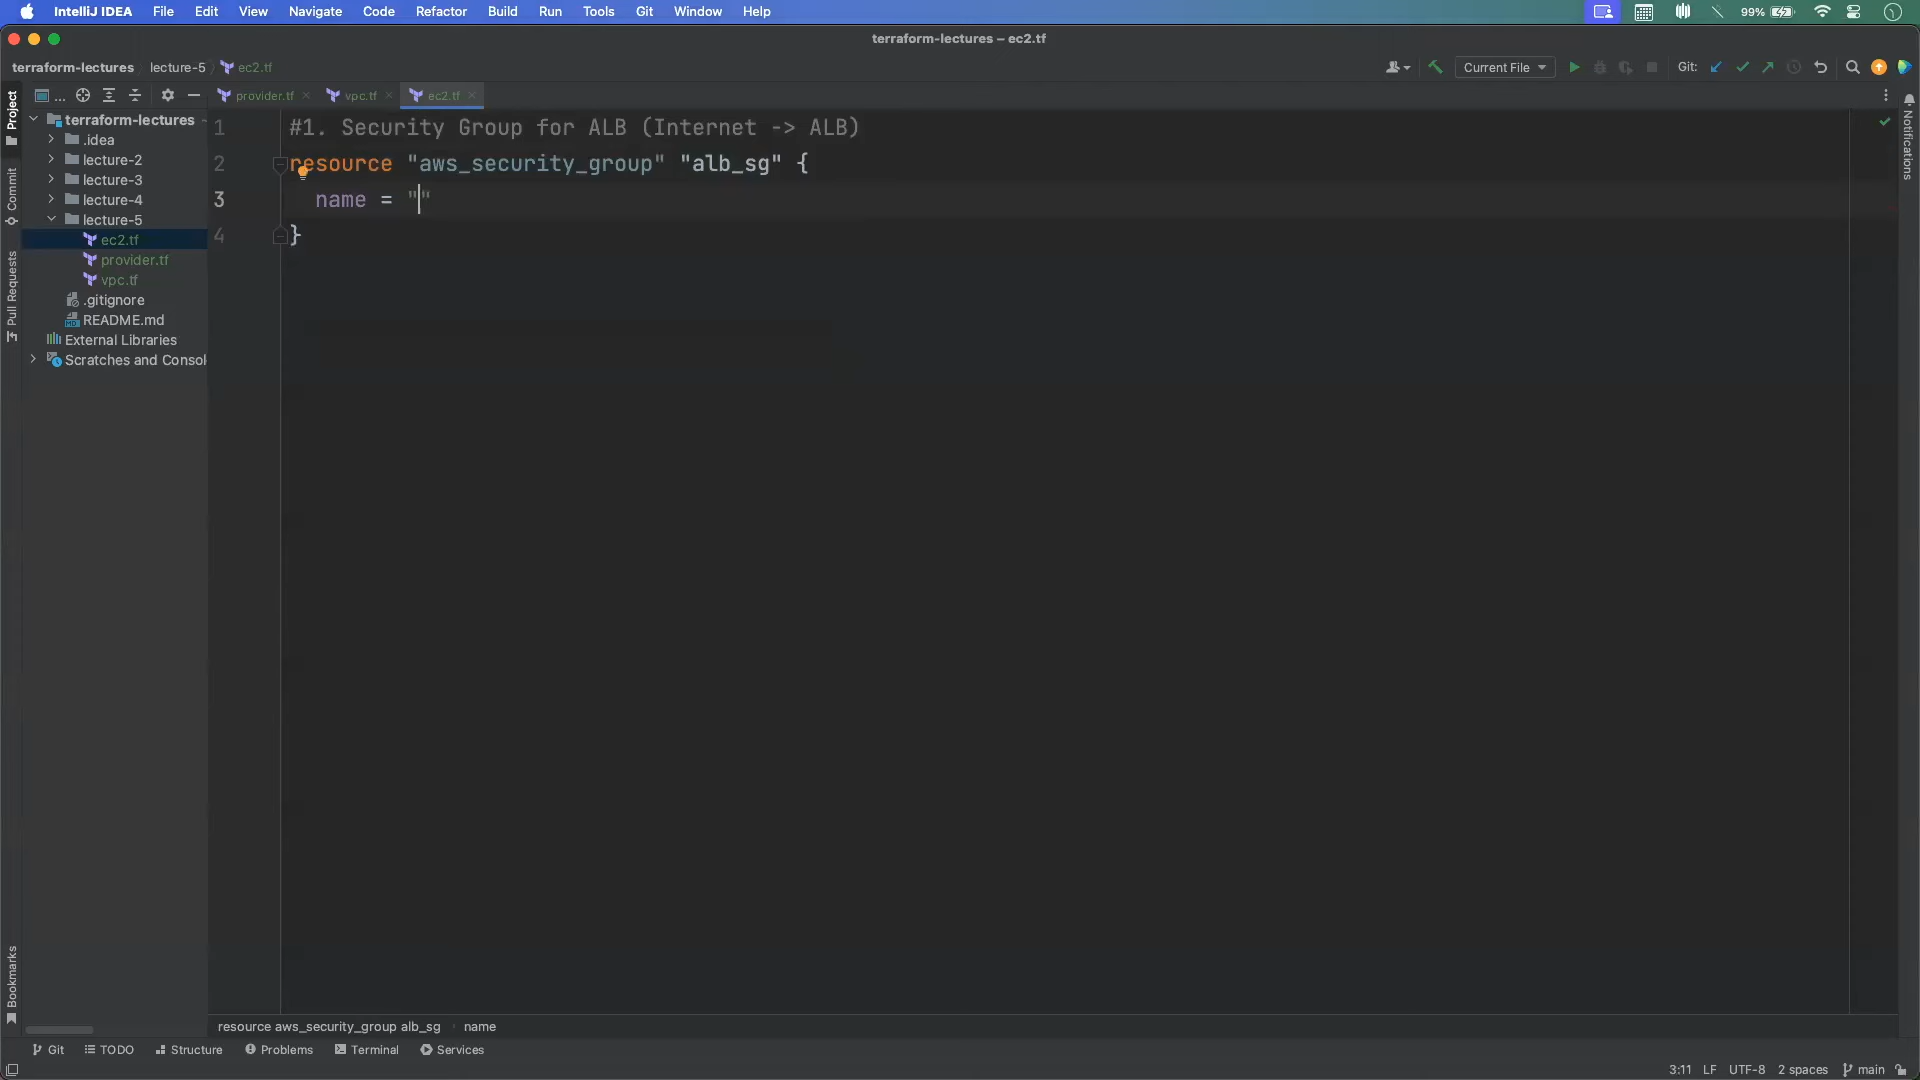 IntelliJ IDEA File Edit View Navigate Code Refactor Build Run Tools Git Window Help 99%
terraform-lectures – ec2.tf
terraform-lectures lecture-5 ec2.tf Current File Git:
... provider.tf vpc.tf ec2.tf
Project
Commit
Pull Requests
Bookmarks
Notifications
terraform-lectures
.idea
lecture-2
lecture-3
lecture-4
lecture-5
ec2.tf
provider.tf
vpc.tf
.gitignore
README.md
External Libraries
Scratches and Consol
1 #1. Security Group for ALB (Internet -> ALB)
2 resource "aws_security_group" "alb_sg" {
3 name = ""
4 }
resource aws_security_group alb_sg name
Git TODO Structure Problems Terminal Services
3:11 LF UTF-8 2 spaces main